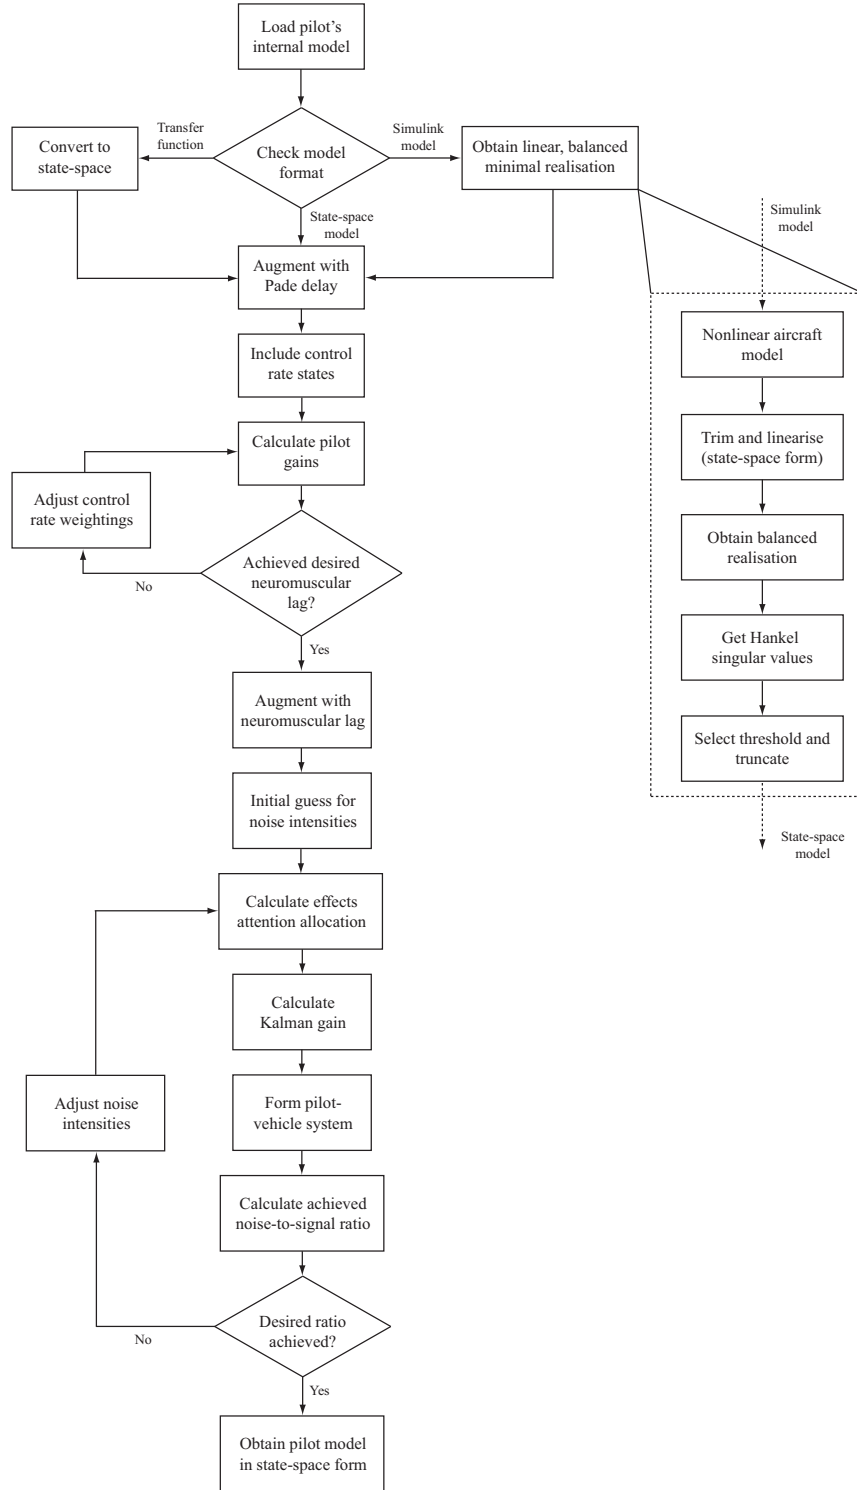 Load pilot's
internal model
Transfer
function
Simulink
model
Convert to
state-space
Check model
format
Obtain linear, balanced
minimal realisation
State-space
model
Simulink
model
Augment with
Pade delay
Nonlinear aircraft
model
Include control
rate states
Calculate pilot
gains
Trim and linearise
(state-space form)
Adjust control
rate weightings
Achieved desired
neuromuscular
lag?
No
Yes
Obtain balanced
realisation
Get Hankel
singular values
Augment with
neuromuscular lag
Select threshold and
truncate
Initial guess for
noise intensities
State-space
model
Calculate effects
attention allocation
Calculate
Kalman gain
Adjust noise
intensities
Form pilot-
vehicle system
Calculate achieved
noise-to-signal ratio
Desired ratio
achieved?
No
Yes
Obtain pilot model
in state-space form